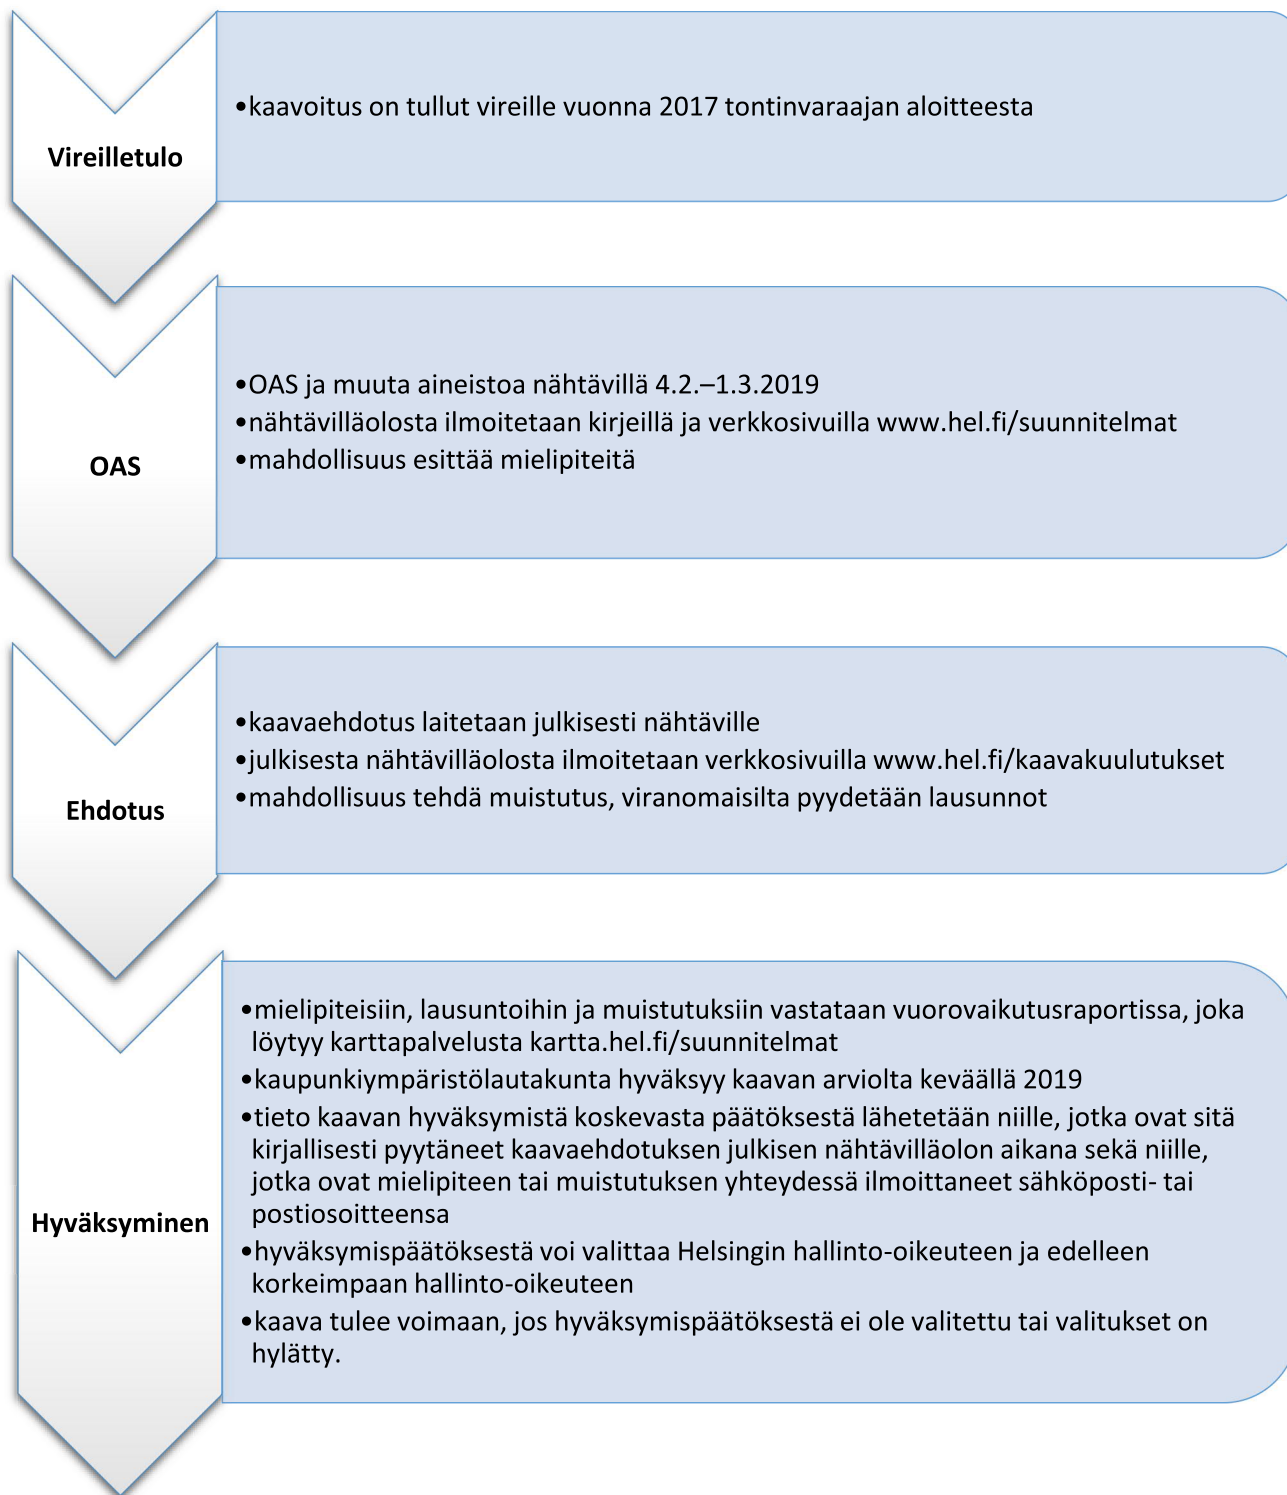 Vireilletulo
•kaavoitus on tullut vireille vuonna 2017 tontinvaraajan aloitteesta
OAS
•OAS ja muuta aineistoa nähtävillä 4.2.–1.3.2019
•nähtävilläolosta ilmoitetaan kirjeillä ja verkkosivuilla www.hel.fi/suunnitelmat
•mahdollisuus esittää mielipiteitä
Ehdotus
•kaavaehdotus laitetaan julkisesti nähtäville
•julkisesta nähtävilläolosta ilmoitetaan verkkosivuilla www.hel.fi/kaavakuulutukset
•mahdollisuus tehdä muistutus, viranomaisilta pyydetään lausunnot
Hyväksyminen
•mielipiteisiin, lausuntoihin ja muistutuksiin vastataan vuorovaikutusraportissa, joka
löytyy karttapalvelusta kartta.hel.fi/suunnitelmat
•kaupunkiympäristölautakunta hyväksyy kaavan arviolta keväällä 2019
•tieto kaavan hyväksymistä koskevasta päätöksestä lähetetään niille, jotka ovat sitä
kirjallisesti pyytäneet kaavaehdotuksen julkisen nähtävilläolon aikana sekä niille,
jotka ovat mielipiteen tai muistutuksen yhteydessä ilmoittaneet sähköposti- tai
postiosoitteensa
•hyväksymispäätöksestä voi valittaa Helsingin hallinto-oikeuteen ja edelleen
korkeimpaan hallinto-oikeuteen
•kaava tulee voimaan, jos hyväksymispäätöksestä ei ole valitettu tai valitukset on
hylätty.